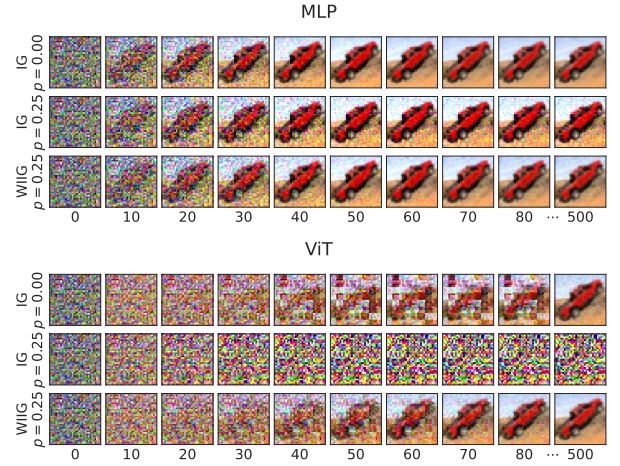 MLP
IG
p = 0.00
IG
p = 0.25
WIIG
p = 0.25
0 10 20 30 40 50 60 70 80 ··· 500
ViT
IG
p = 0.00
IG
p = 0.25
WIIG
p = 0.25
0 10 20 30 40 50 60 70 80 ··· 500